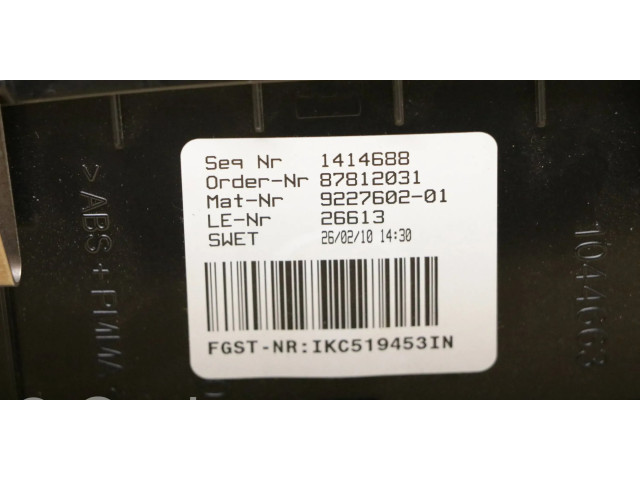 Seq Nr 1414688
Order-Nr 87812031
Mat-Nr 9227602-01
LE-Nr 26613
SWET 26/02/10 14:30
FGST-NR:IKC519453IN
> ABS + PMMA
1044663